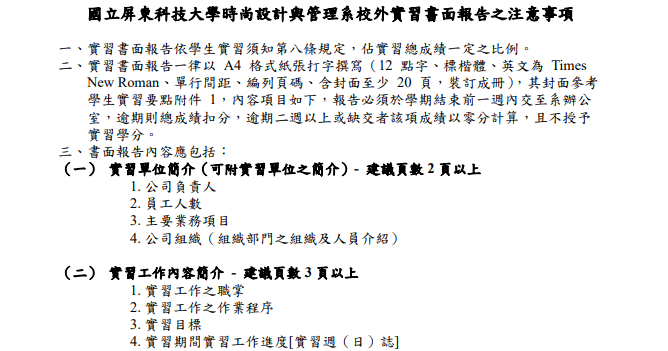 國立屏東科技大學時尚設計與管理系校外實習書面報告之注意事項
一、實習書面報告依學生實習須知第八條規定，佔實習總成績一定之比例。
二、實習書面報告一律以 A4 格式紙張打字撰寫（12 點字、標楷體、英文為 Times
New Roman、單行間距、編列頁碼、含封面至少 20 頁，裝訂成冊），其封面參考
學生實習要點附件 1，內容項目如下，報告必須於學期結束前一週內交至系辦公
室，逾期則總成績扣分，逾期二週以上或缺交者該項成績以零分計算，且不授予
實習學分。
三、書面報告內容應包括：
（一） 實習單位簡介（可附實習單位之簡介）- 建議頁數 2 頁以上
1. 公司負責人
2. 員工人數
3. 主要業務項目
4. 公司組織（組織部門之組織及人員介紹）
（二） 實習工作內容簡介 - 建議頁數 3 頁以上
1. 實習工作之職掌
2. 實習工作之作業程序
3. 實習目標
4. 實習期間實習工作進度[實習週（日）誌]